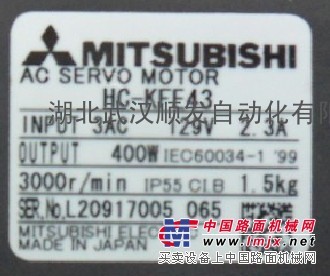 MITSUBISHI
AC SERVO MOTOR
HC-KFE43
湖北武汉顺发自动化有限
INPUT 3AC 129V 2.3A
OUTPUT 400W IEC60034-1 '99
3000r/min IP55 Cl.B 1.5kg
SER.No.L20917005 065
MITSUBISHI ELEC
MADE IN JAPAN
中国路面机械网
www.lmjx.net
买卖设备上中国路面机械网